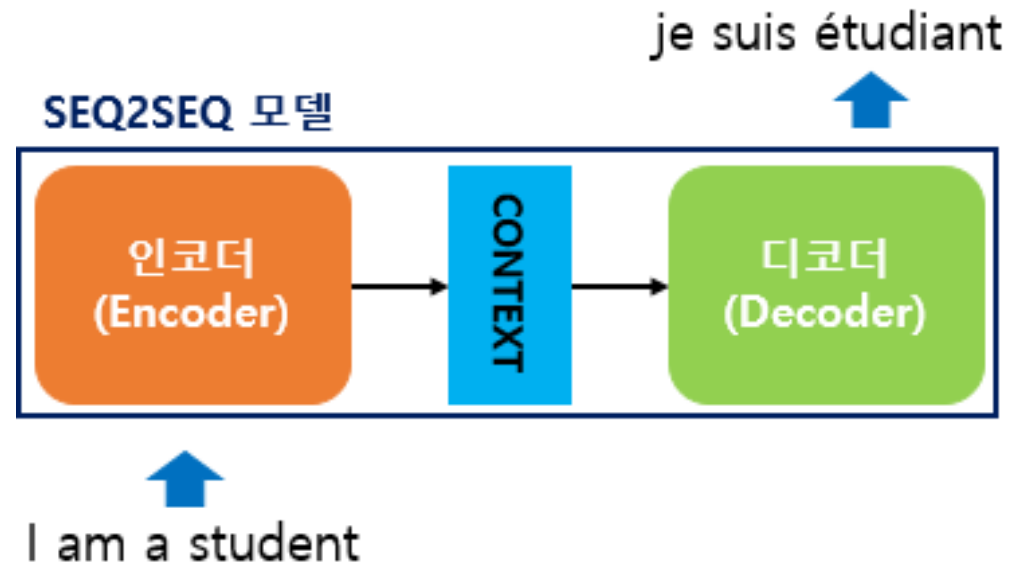 je suis étudiant
SEQ2SEQ 모델
인코더
(Encoder)
CONTEXT
디코더
(Decoder)
I am a student